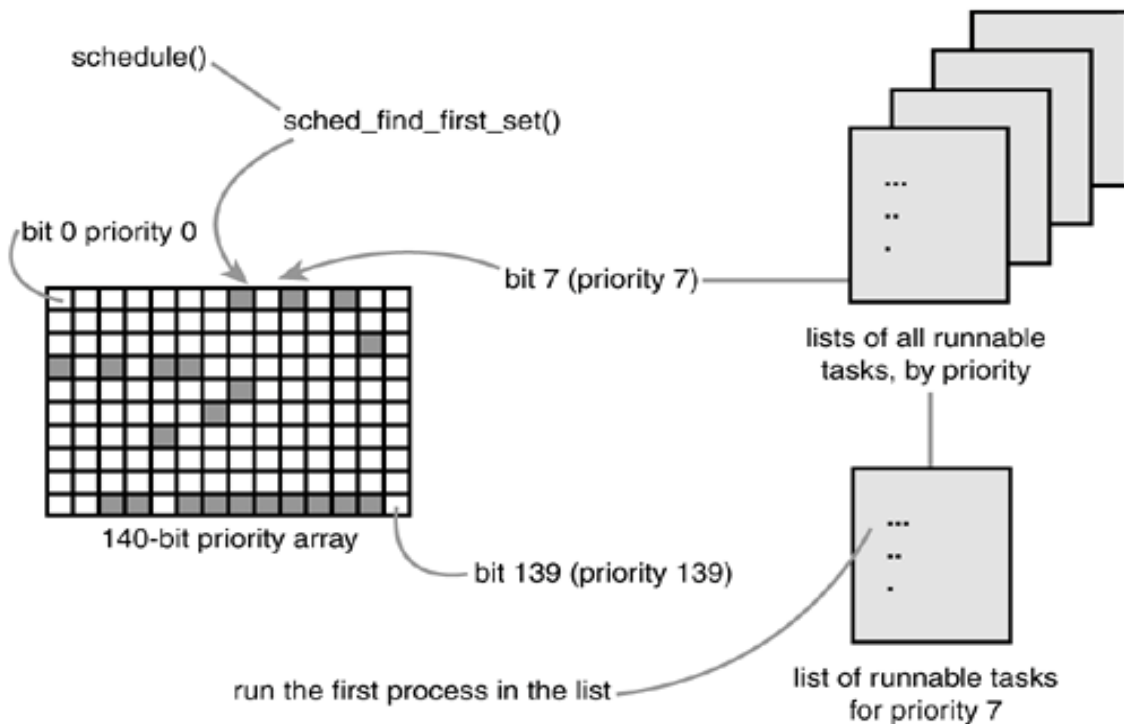 schedule()
sched_find_first_set()
bit 0 priority 0
bit 7 (priority 7)
...
..
.
lists of all runnable
tasks, by priority
140-bit priority array
bit 139 (priority 139)
...
..
.
run the first process in the list
list of runnable tasks
for priority 7